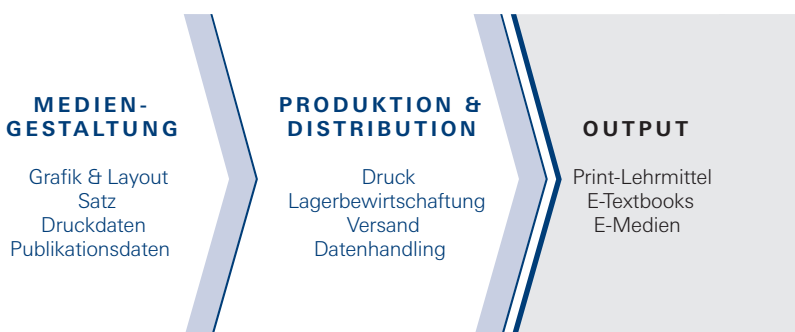 MEDIEN-
GESTALTUNG
Grafik & Layout
Satz
Druckdaten
Publikationsdaten
PRODUKTION &
DISTRIBUTION
Druck
Lagerbewirtschaftung
Versand
Datenhandling
OUTPUT
Print-Lehrmittel
E-Textbooks
E-Medien